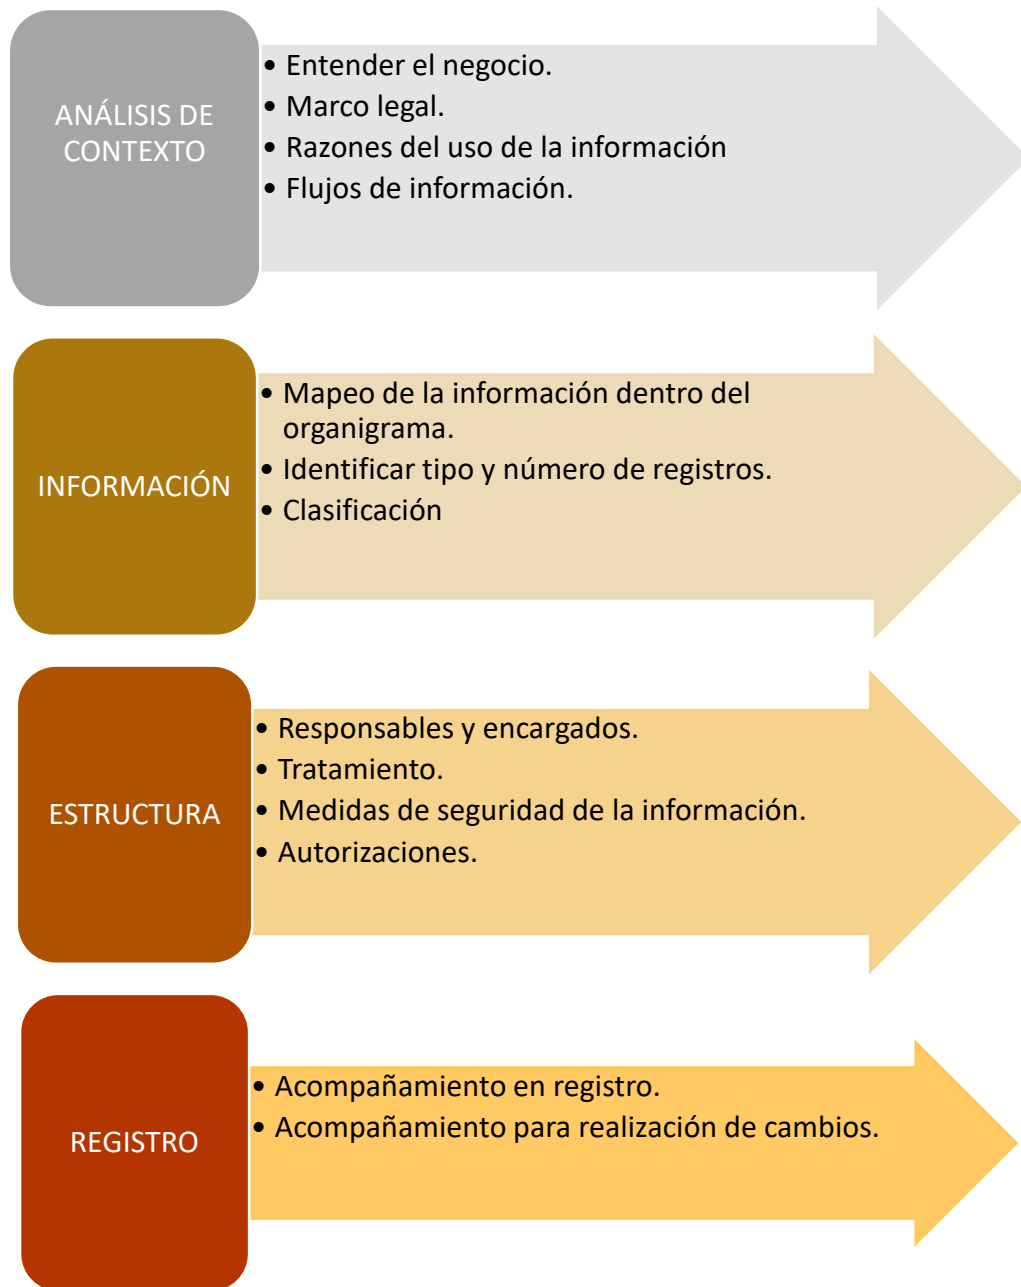 ANÁLISIS DE
CONTEXTO
• Entender el negocio.
• Marco legal.
• Razones del uso de la información
• Flujos de información.
INFORMACIÓN
• Mapeo de la información dentro del
organigrama.
• Identificar tipo y número de registros.
• Clasificación
ESTRUCTURA
• Responsables y encargados.
• Tratamiento.
• Medidas de seguridad de la información.
• Autorizaciones.
REGISTRO
• Acompañamiento en registro.
• Acompañamiento para realización de cambios.